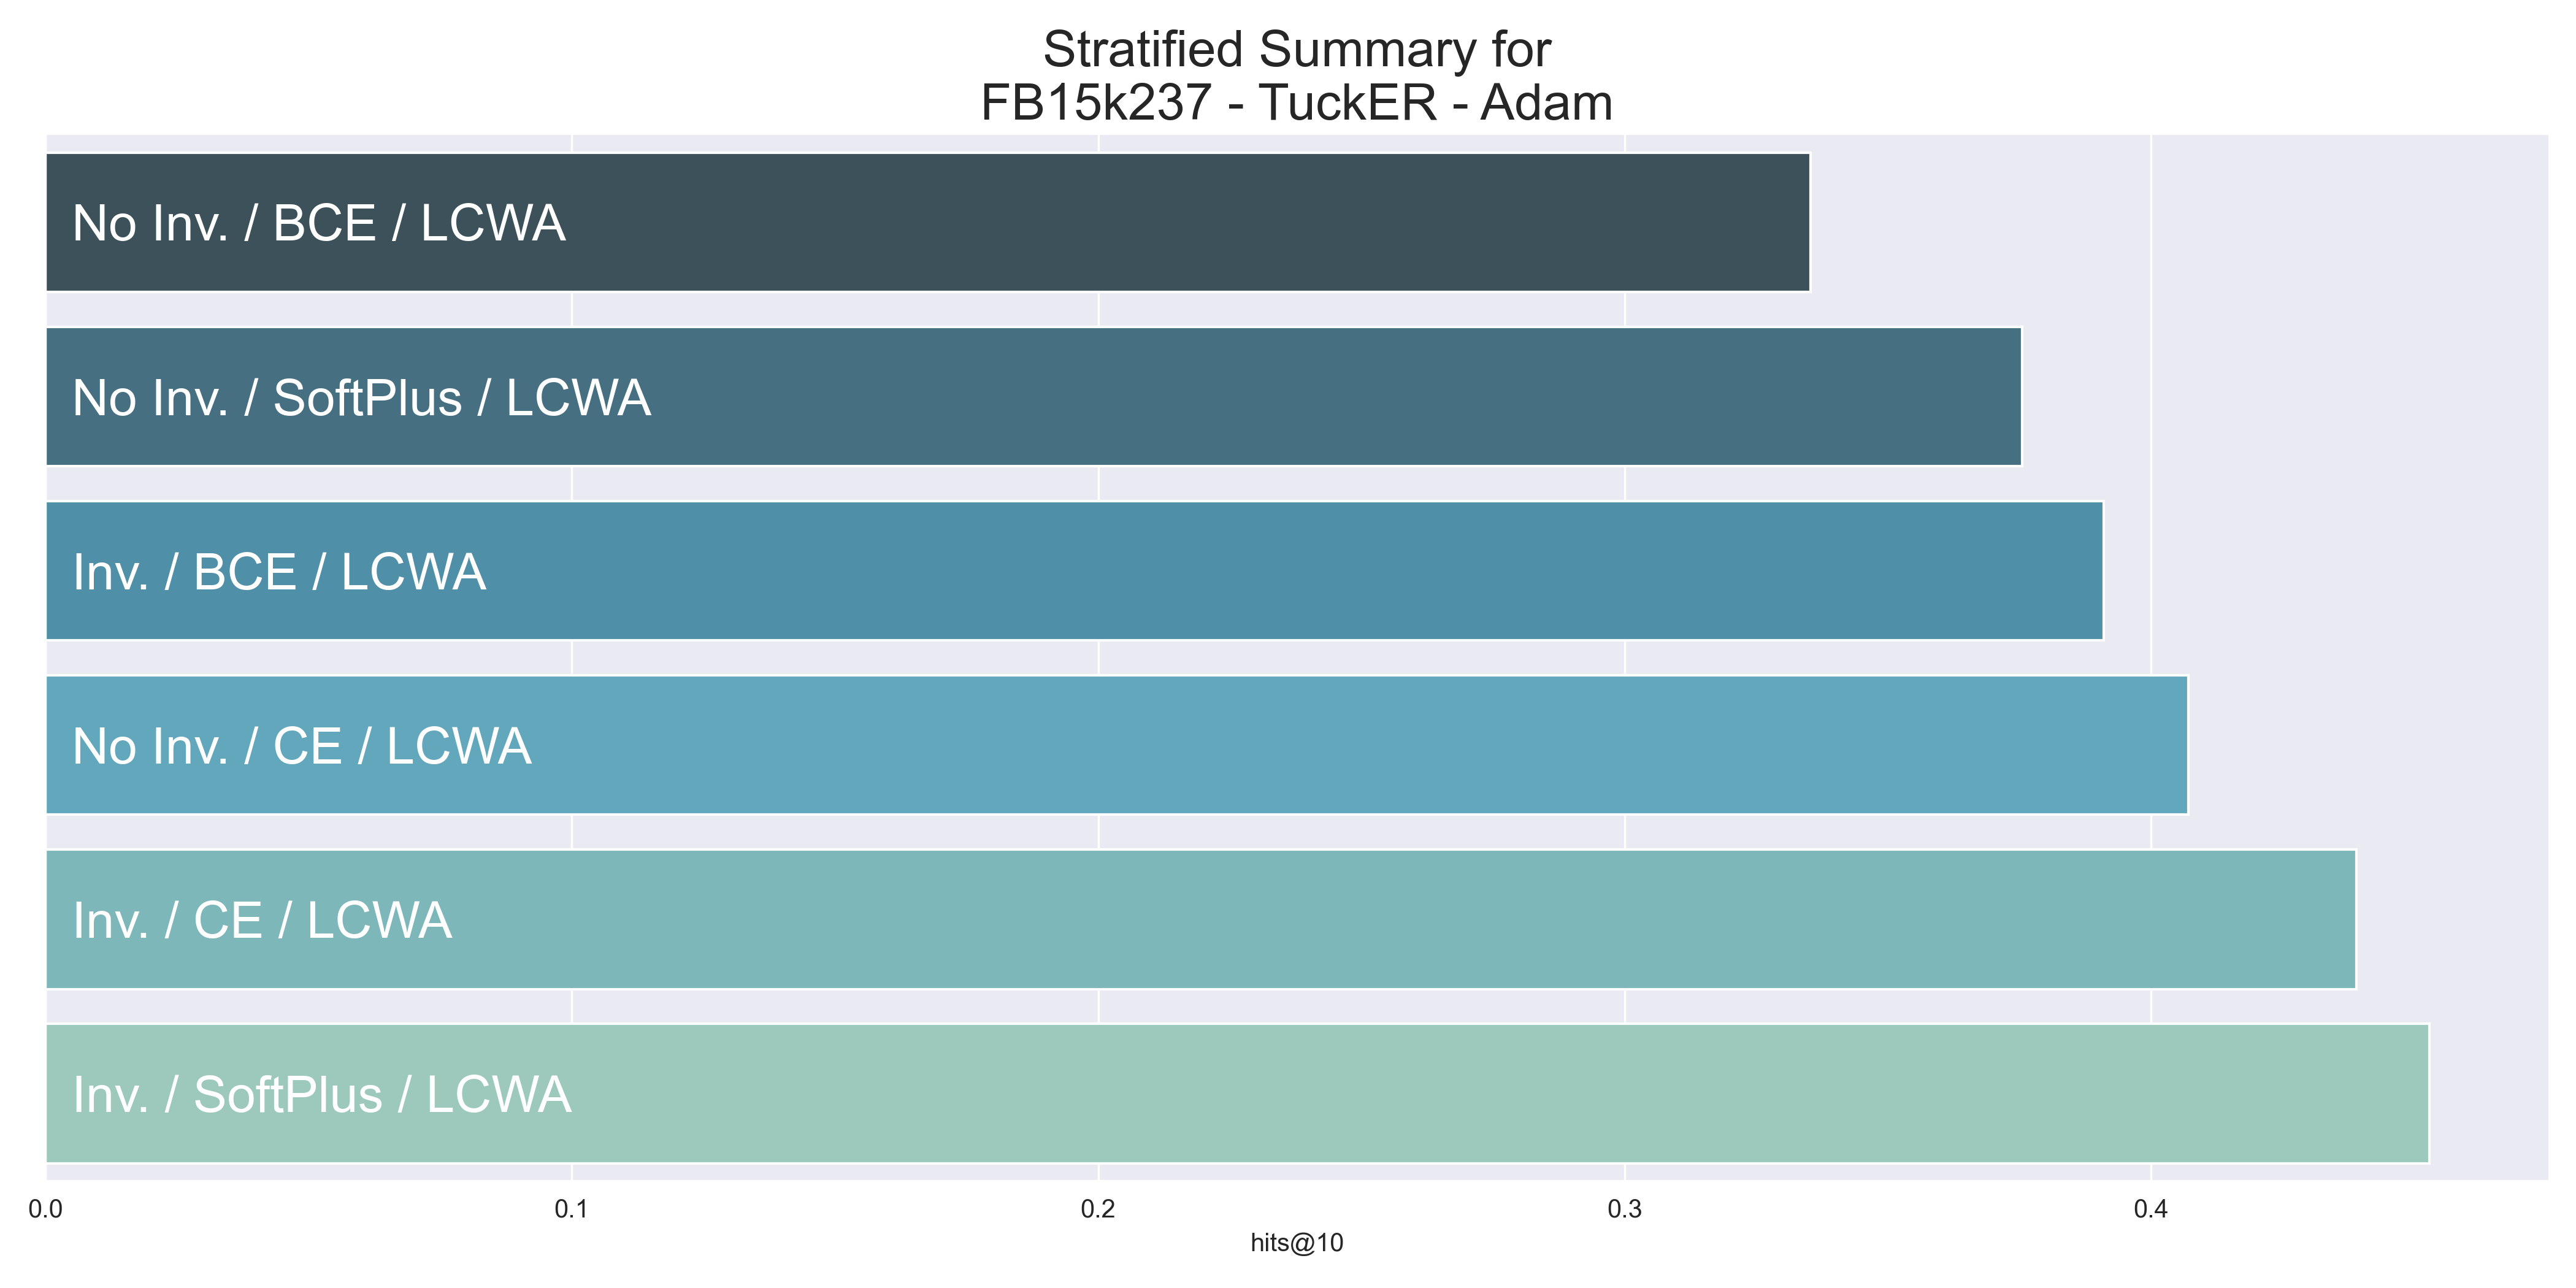 Stratified Summary for
FB15k237 - TuckER - Adam
No Inv. / BCE / LCWA
No Inv. / SoftPlus / LCWA
Inv. / BCE / LCWA
No Inv. / CE / LCWA
Inv. / CE / LCWA
Inv. / SoftPlus / LCWA
0.0 0.1 0.2 0.3 0.4
hits@10